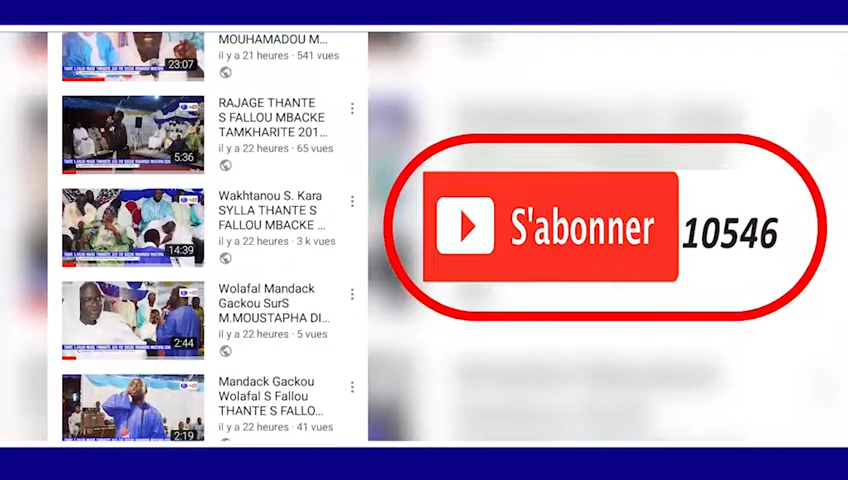 MOUHAMADOU M...
il y a 21 heures · 541 vues
23:07
RAJAGE THANTE
S FALLOU MBACKE
TAMKHARITE 201...
il y a 22 heures · 65 vues
5:36
Wakhtanou S. Kara
SYLLA THANTE S
FALLOU MBACKE ...
il y a 22 heures · 3 k vues
14:39
Wolofal Mandack
Gackou SurS
M.MOUSTAPHA DI...
il y a 22 heures · 5 vues
2:44
Mandack Gackou
Wolafal S Fallou
THANTE S FALLO...
il y a 22 heures · 41 vues
2:19
S'abonner
10546